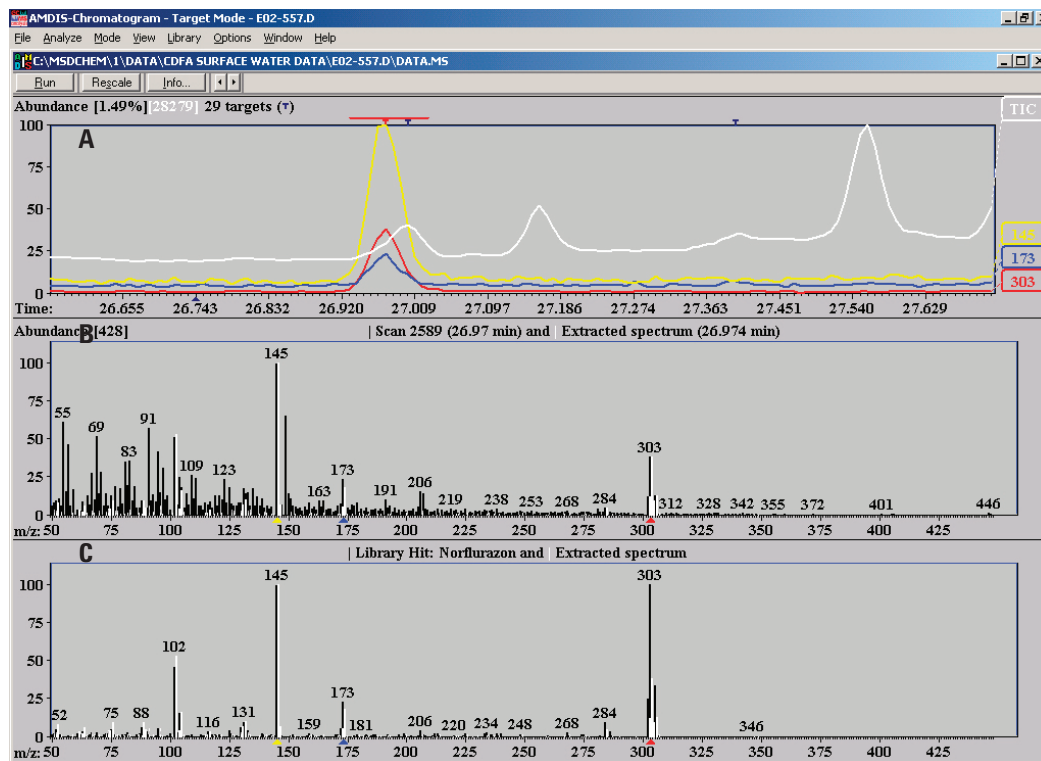 AMDIS-Chromatogram - Target Mode - E02-557.D
File Analyze Mode View Library Options Window Help
C:\MSDCHEM\1\DATA\CDFA SURFACE WATER DATA\E02-557.D\DATA.MS
Run Rescale Info...
Abundance [1.49%] [28279] 29 targets (T)
TIC
A
100
75
50
25
0
145
173
303
Time: 26.655 26.743 26.832 26.920 27.009 27.097 27.186 27.274 27.363 27.451 27.540 27.629
Abundance [428] | Scan 2589 (26.97 min) and | Extracted spectrum (26.974 min)
B
100
75
50
25
0
55 69 83 91 109 123 145 163 173 191 206 219 238 253 268 284 303 312 328 342 355 372 401 446
m/z: 50 75 100 125 150 175 200 225 250 275 300 325 350 375 400 425
C
| Library Hit: Norflurazon and | Extracted spectrum
100
75
50
25
0
52 75 88 102 116 131 145 159 173 181 206 220 234 248 268 284 303 346
m/z: 50 75 100 125 150 175 200 225 250 275 300 325 350 375 400 425